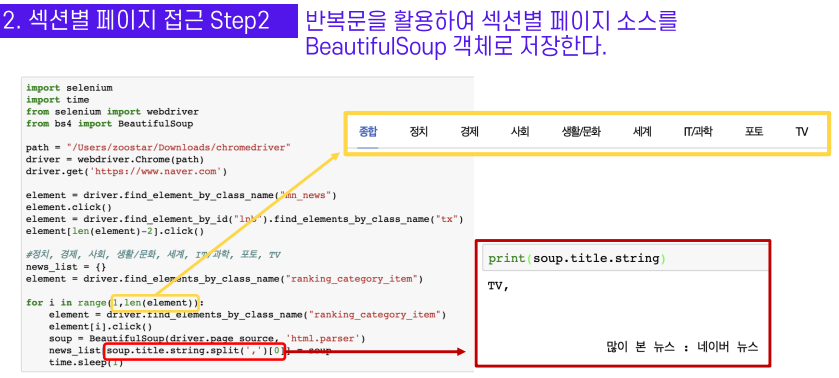 2. 섹션별 페이지 접근 Step2
반복문을 활용하여 섹션별 페이지 소스를
BeautifulSoup 객체로 저장한다.
import selenium
import time
from selenium import webdriver
from bs4 import BeautifulSoup
path = "/Users/zoostar/Downloads/chromedriver"
driver = webdriver.Chrome(path)
driver.get('https://www.naver.com')
element = driver.find_element_by_class_name("mn_news")
element.click()
element = driver.find_element_by_id("lnb").find_elements_by_class_name("tx")
element[len(element)-2].click()
#정치, 경제, 사회, 생활/문화, 세계, IT/과학, 포토, TV
news_list = {}
element = driver.find_elements_by_class_name("ranking_category_item")
for i in range(1,len(element)):
element = driver.find_elements_by_class_name("ranking_category_item")
element[i].click()
soup = BeautifulSoup(driver.page_source, 'html.parser')
news_list[soup.title.string.split(',')[0]] = soup
time.sleep(1)
종합 정치 경제 사회 생활/문화 세계 IT/과학 포토 TV
print(soup.title.string)
TV,
많이 본 뉴스 : 네이버 뉴스